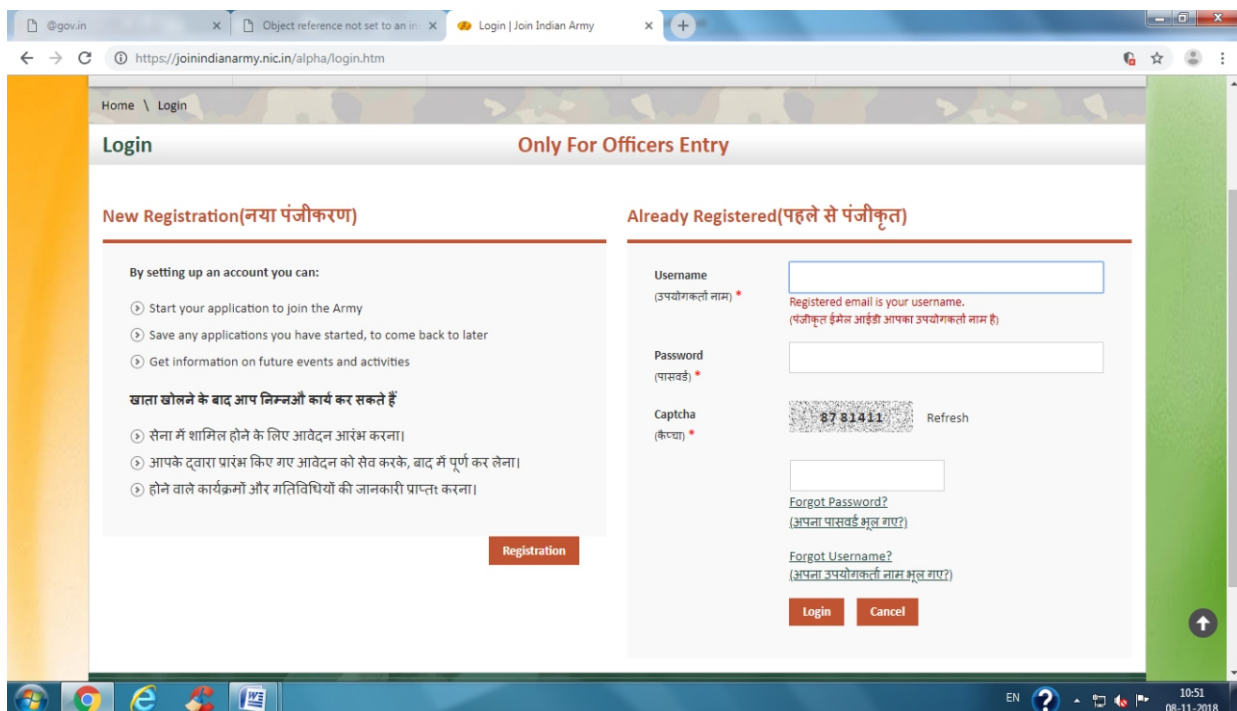 @gov.in
Object reference not set to an in
Login | Join Indian Army
https://joinindianarmy.nic.in/alpha/login.htm
Home \ Login
Login
Only For Officers Entry
New Registration(नया पंजीकरण)
By setting up an account you can:
Start your application to join the Army
Save any applications you have started, to come back to later
Get information on future events and activities
खाता खोलने के बाद आप निम्नऔ कार्य कर सकते हैं
सेना में शामिल होने के लिए आवेदन आरंभ करना।
आपके द्वारा प्रारंभ किए गए आवेदन को सेव करके, बाद में पूर्ण कर लेना।
होने वाले कार्यक्रमों और गतिविधियों की जानकारी प्राप्तt करना।
Registration
Already Registered(पहले से पंजीकृत)
Username
(उपयोगकर्ता नाम) *
Registered email is your username.
(पंजीकृत ईमेल आईडी आपका उपयोगकर्ता नाम है)
Password
(पासवर्ड) *
Captcha
(कैप्चा) *
87 81411
Refresh
Forgot Password?
(अपना पासवर्ड भूल गए?)
Forgot Username?
(अपना उपयोगकर्ता नाम भूल गए?)
Login
Cancel
EN
10:51
08-11-2018